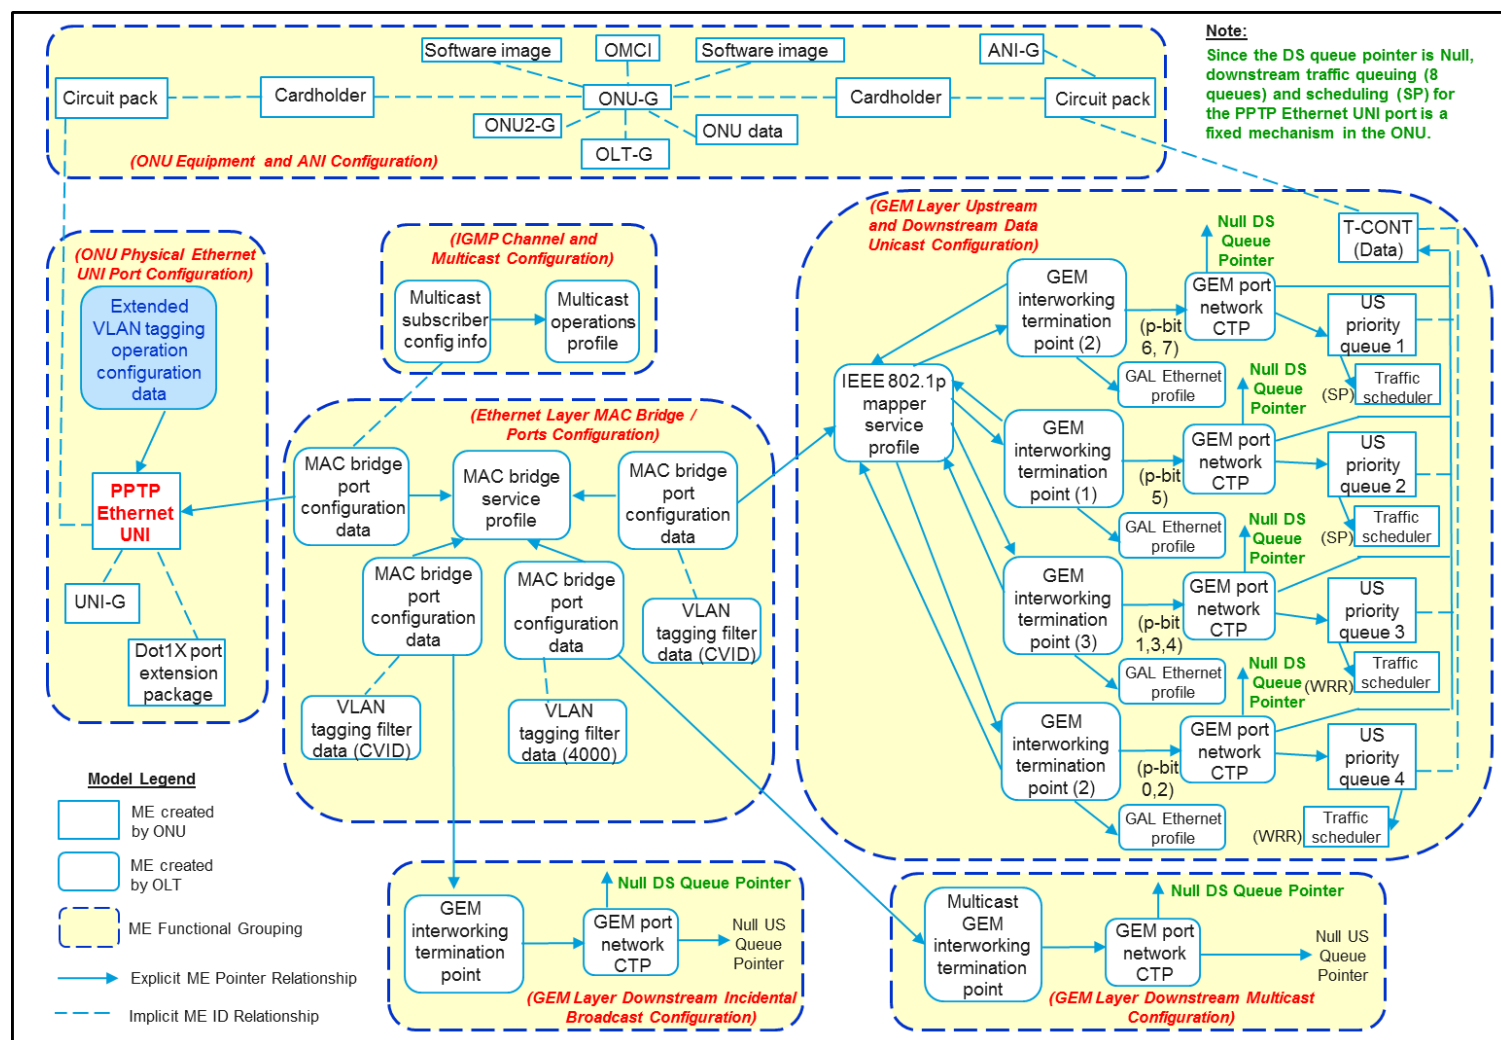 Software image
OMCI
Software image
ANI-G
Circuit pack
Cardholder
ONU-G
Cardholder
Circuit pack
ONU2-G
ONU data
OLT-G
(ONU Equipment and ANI Configuration)
Note:
Since the DS queue pointer is Null,
downstream traffic queuing (8
queues) and scheduling (SP) for
the PPTP Ethernet UNI port is a
fixed mechanism in the ONU.
(ONU Physical Ethernet
UNI Port Configuration)
Extended
VLAN tagging
operation
configuration
data
PPTP
Ethernet
UNI
UNI-G
Dot1X port
extension
package
(IGMP Channel and
Multicast Configuration)
Multicast
subscriber
config info
Multicast
operations
profile
(Ethernet Layer MAC Bridge /
Ports Configuration)
MAC bridge
port
configuration
data
MAC bridge
service
profile
MAC bridge
port
configuration
data
MAC bridge
port
configuration
data
MAC bridge
port
configuration
data
VLAN
tagging filter
data (CVID)
VLAN
tagging filter
data (CVID)
VLAN
tagging filter
data (4000)
(GEM Layer Upstream
and Downstream Data
Unicast Configuration)
IEEE 802.1p
mapper
service
profile
Null DS
Queue
Pointer
T-CONT
(Data)
GEM
interworking
termination
point (2)
(p-bit
6, 7)
GEM port
network
CTP
US
priority
queue 1
GAL Ethernet
profile
(SP)
Traffic
scheduler
Null DS
Queue
Pointer
GEM
interworking
termination
point (1)
(p-bit
5)
GEM port
network
CTP
US
priority
queue 2
GAL Ethernet
profile
(SP)
Traffic
scheduler
Null DS
Queue
Pointer
GEM
interworking
termination
point (3)
(p-bit
1,3,4)
GEM port
network
CTP
US
priority
queue 3
GAL Ethernet
profile
(WRR)
Traffic
scheduler
Null DS
Queue
Pointer
GEM
interworking
termination
point (2)
(p-bit
0,2)
GEM port
network
CTP
US
priority
queue 4
GAL Ethernet
profile
(WRR)
Traffic
scheduler
Model Legend
ME created
by ONU
ME created
by OLT
ME Functional Grouping
Explicit ME Pointer Relationship
Implicit ME ID Relationship
Null DS Queue Pointer
GEM
interworking
termination
point
GEM port
network
CTP
Null US
Queue
Pointer
(GEM Layer Downstream Incidental
Broadcast Configuration)
Null DS Queue Pointer
Multicast
GEM
interworking
termination
point
GEM port
network
CTP
Null US
Queue
Pointer
(GEM Layer Downstream Multicast
Configuration)